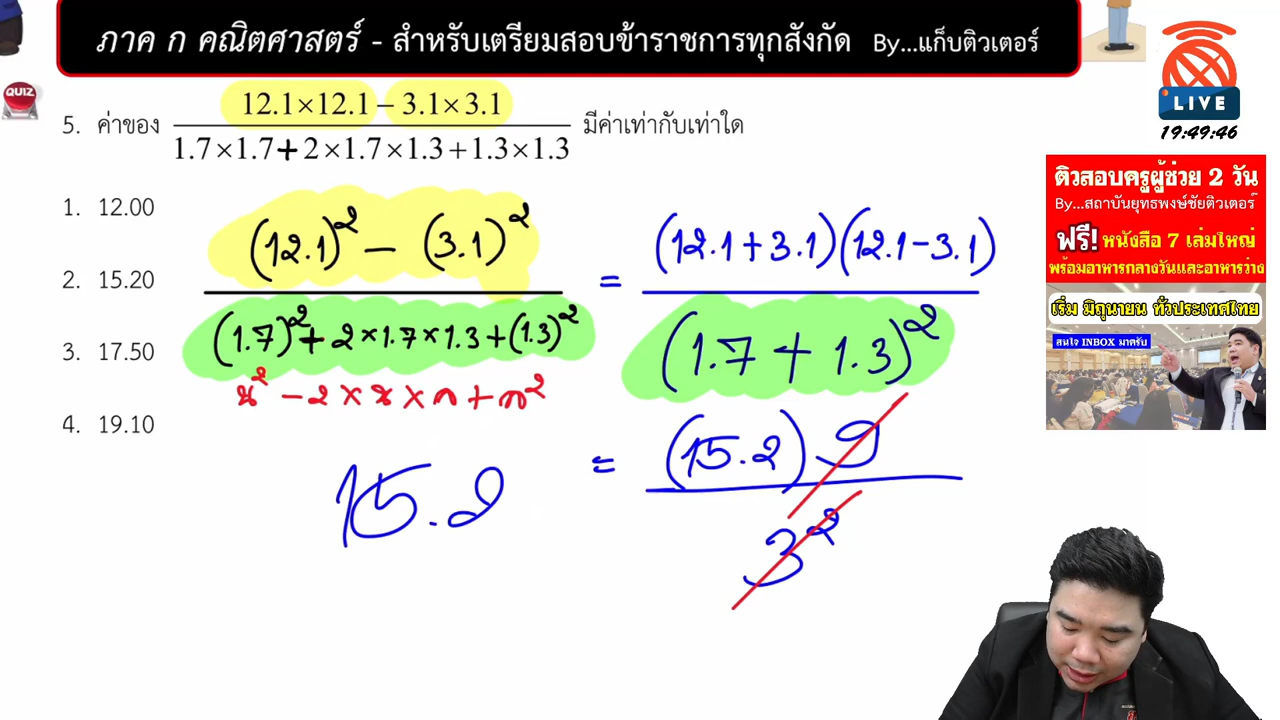 ภาค ก คณิตศาสตร์ - สำหรับเตรียมสอบข้าราชการทุกสังกัด By...แก็บติวเตอร์
QUIZ
LIVE
19:49:46
5. ค่าของ (12.1×12.1 − 3.1×3.1)/(1.7×1.7+2×1.7×1.3+1.3×1.3) มีค่าเท่ากับเท่าใด
1. 12.00
2. 15.20
3. 17.50
4. 19.10
(12.1)² − (3.1)²
(1.7)² + 2×1.7×1.3+(1.3)²
น² − 2 × น × ก + ก²
= (12.1+3.1)(12.1−3.1)
(1.7 + 1.3)²
= (15.2) 9
3²
15.2
ติวสอบครูผู้ช่วย 2 วัน
By...สถาบันยุทธพงษ์ชัยติวเตอร์
ฟรี! หนังสือ 7 เล่มใหญ่
พร้อมอาหารกลางวันและอาหารว่าง
เริ่ม มิถุนายน ทั่วประเทศไทย
สนใจ INBOX มาครับ